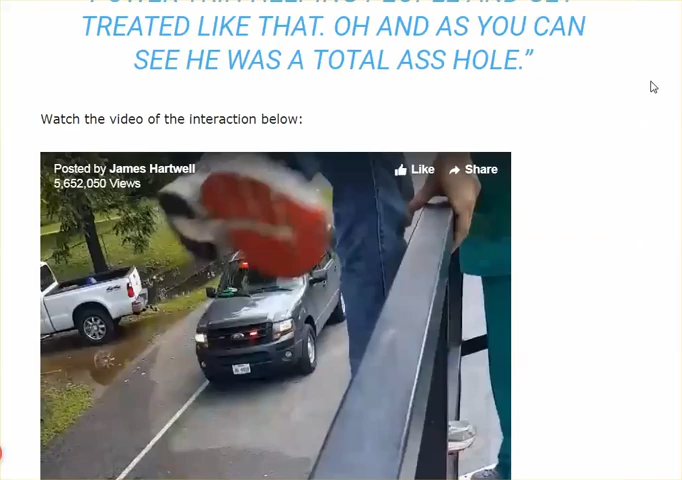 TREATED LIKE THAT. OH AND AS YOU CAN
SEE HE WAS A TOTAL ASS HOLE.”
Watch the video of the interaction below:
Posted by James Hartwell
Like
Share
5,652,050 Views